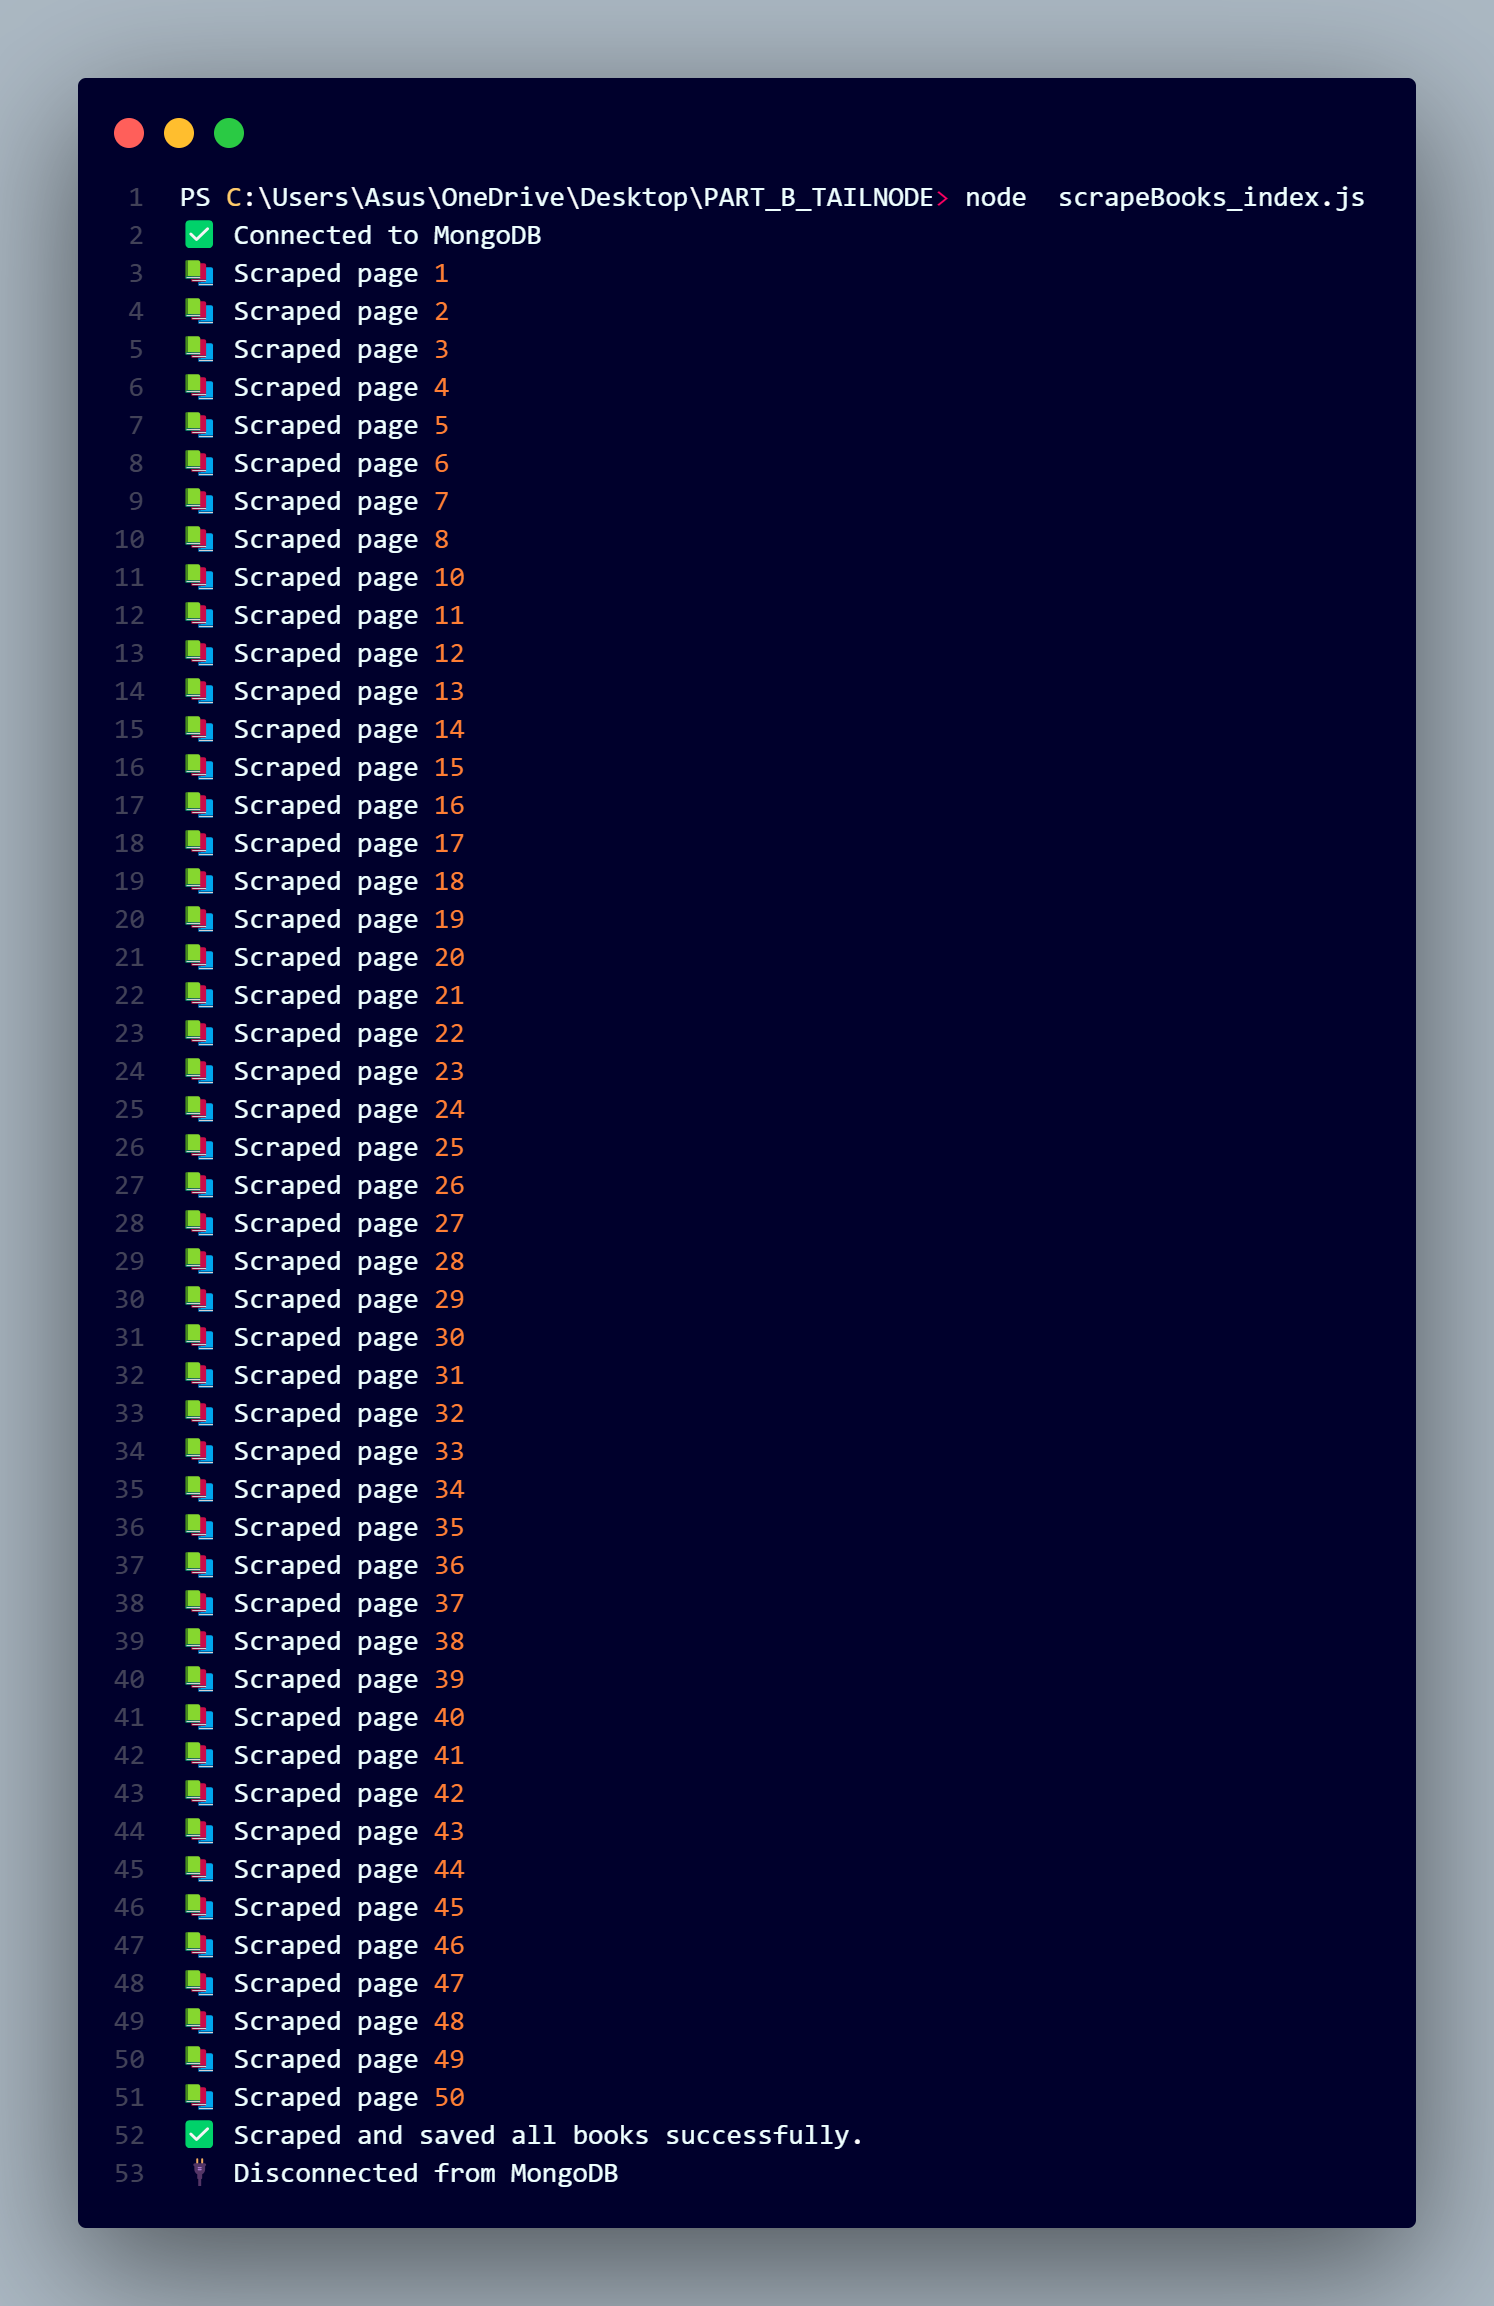 1 PS C:\Users\Asus\OneDrive\Desktop\PART_B_TAILNODE> node  scrapeBooks_index.js
2 ✅ Connected to MongoDB
3 📚 Scraped page 1
4 📚 Scraped page 2
5 📚 Scraped page 3
6 📚 Scraped page 4
7 📚 Scraped page 5
8 📚 Scraped page 6
9 📚 Scraped page 7
10 📚 Scraped page 8
11 📚 Scraped page 10
12 📚 Scraped page 11
13 📚 Scraped page 12
14 📚 Scraped page 13
15 📚 Scraped page 14
16 📚 Scraped page 15
17 📚 Scraped page 16
18 📚 Scraped page 17
19 📚 Scraped page 18
20 📚 Scraped page 19
21 📚 Scraped page 20
22 📚 Scraped page 21
23 📚 Scraped page 22
24 📚 Scraped page 23
25 📚 Scraped page 24
26 📚 Scraped page 25
27 📚 Scraped page 26
28 📚 Scraped page 27
29 📚 Scraped page 28
30 📚 Scraped page 29
31 📚 Scraped page 30
32 📚 Scraped page 31
33 📚 Scraped page 32
34 📚 Scraped page 33
35 📚 Scraped page 34
36 📚 Scraped page 35
37 📚 Scraped page 36
38 📚 Scraped page 37
39 📚 Scraped page 38
40 📚 Scraped page 39
41 📚 Scraped page 40
42 📚 Scraped page 41
43 📚 Scraped page 42
44 📚 Scraped page 43
45 📚 Scraped page 44
46 📚 Scraped page 45
47 📚 Scraped page 46
48 📚 Scraped page 47
49 📚 Scraped page 48
50 📚 Scraped page 49
51 📚 Scraped page 50
52 ✅ Scraped and saved all books successfully.
53 🔌 Disconnected from MongoDB